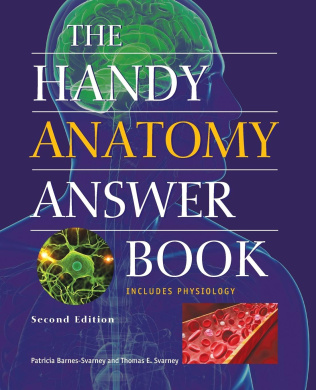 THE
HANDY
ANATOMY
ANSWER
BOOK
INCLUDES PHYSIOLOGY
Second Edition
Patricia Barnes-Svarney and Thomas E. Svarney